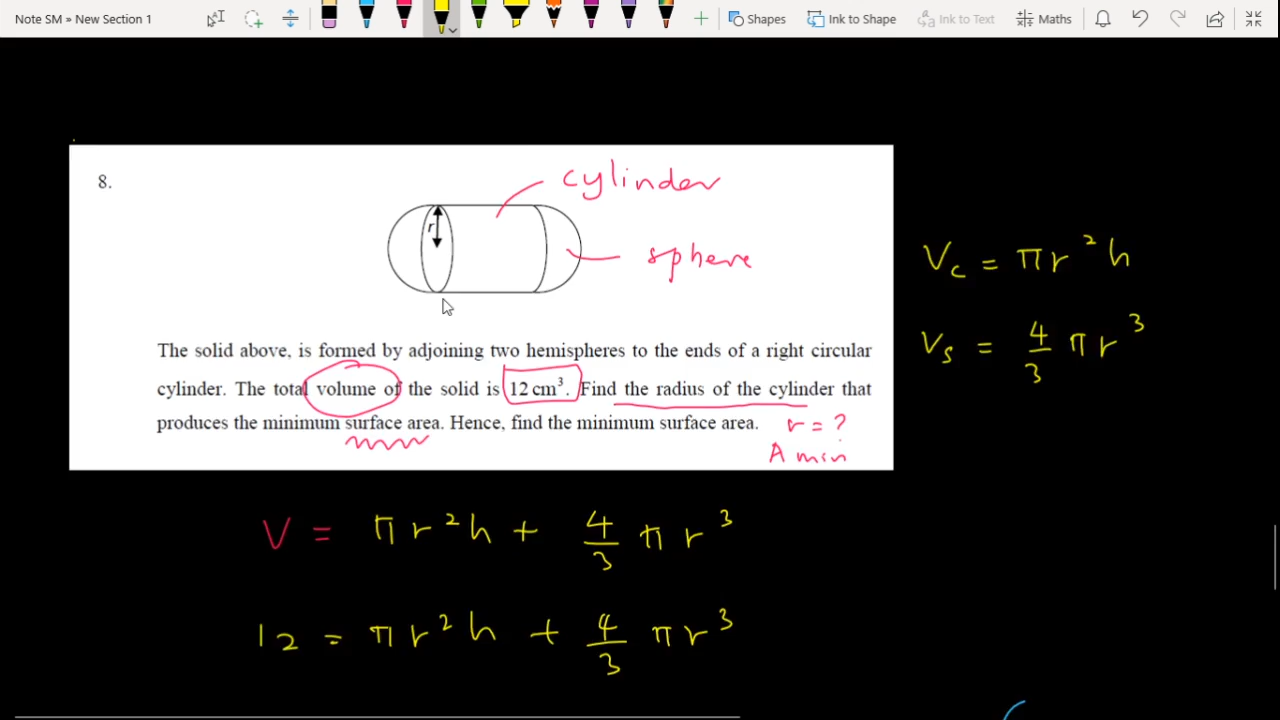 Note SM » New Section 1
Shapes
Ink to Shape
Ink to Text
Maths
8.
cylinder
r
sphere
The solid above, is formed by adjoining two hemispheres to the ends of a right circular
cylinder. The total volume of the solid is 12 cm³. Find the radius of the cylinder that
produces the minimum surface area. Hence, find the minimum surface area.
r = ?
A min
Vc = πr²h
Vs = 4/3 πr³
V = πr²h + 4/3 πr³
12 = πr²h + 4/3 πr³